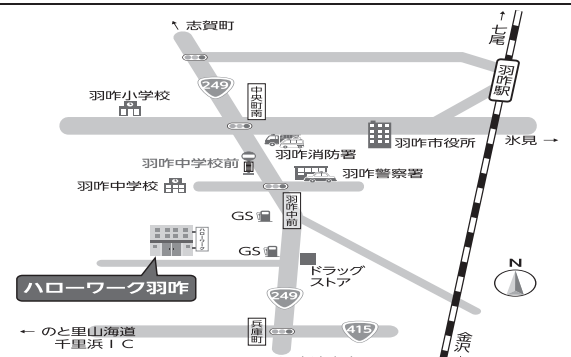 志賀町
七尾
羽咋駅
249
中央町南
羽咋小学校
羽咋市役所
氷見
羽咋消防署
羽咋中学校前
羽咋警察署
羽咋中学校
羽咋中前
GS
ハローワーク
GS
ドラッグ
ストア
N
ハローワーク羽咋
249
← のと里山海道
千里浜IC
兵庫町
415
金沢